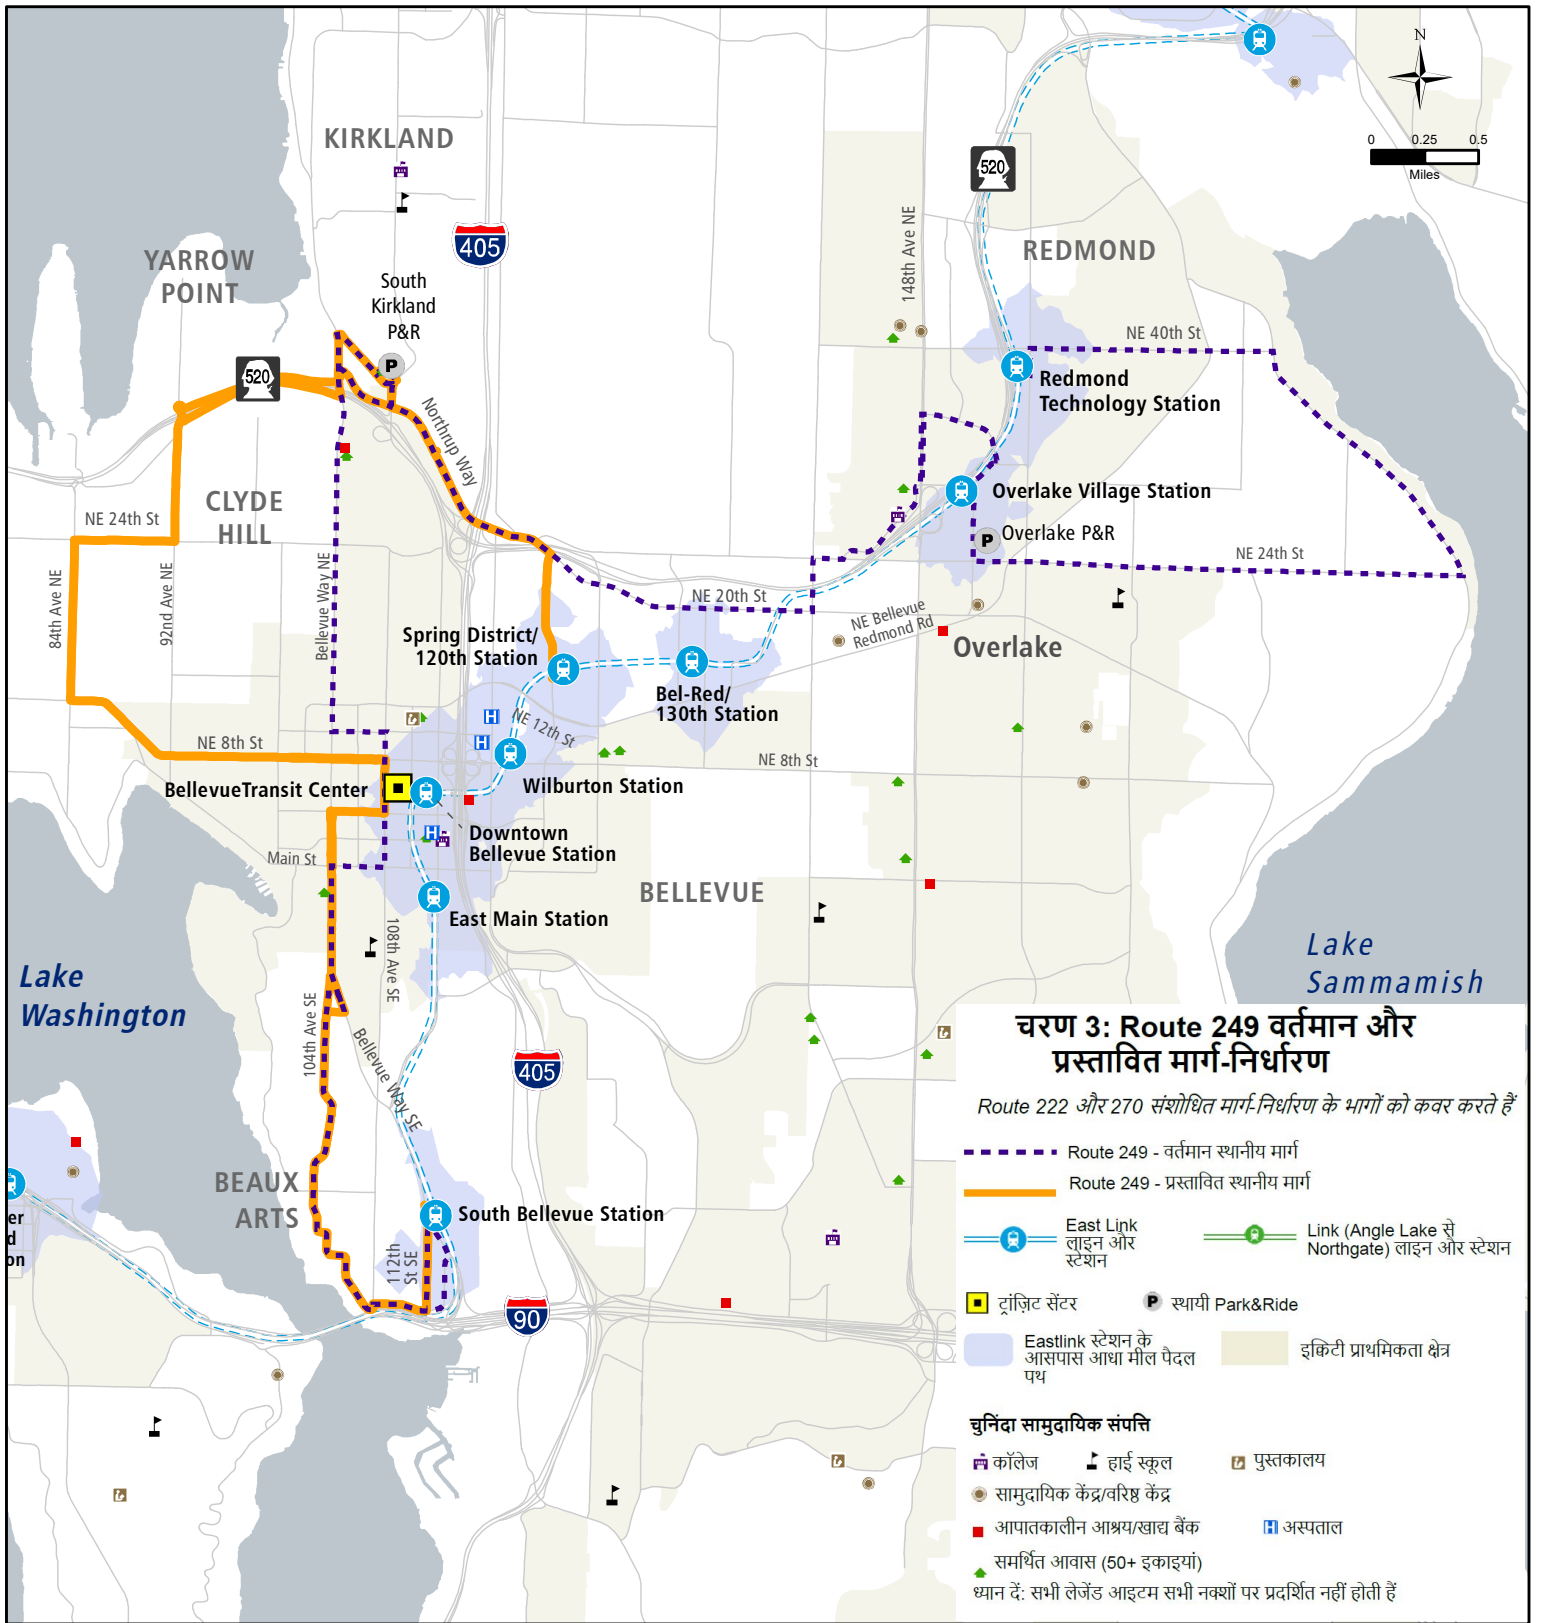 N
0 0.25 0.5
Miles
KIRKLAND
405
520
REDMOND
148th Ave NE
YARROW
POINT
South
Kirkland
P&R
P
NE 40th St
520
Redmond
Technology Station
Northrup Way
CLYDE
HILL
NE 24th St
Overlake Village Station
P
Overlake P&R
NE 24th St
84th Ave NE
92nd Ave NE
Bellevue Way NE
NE 20th St
NE Bellevue
Redmond Rd
Spring District/
120th Station
Overlake
Bel-Red/
130th Station
NE 12th St
NE 8th St
NE 8th St
BellevueTransit Center
Wilburton Station
Downtown
Bellevue Station
Main St
BELLEVUE
East Main Station
108th Ave SE
Lake
Washington
Lake
Sammamish
104th Ave SE
Bellevue Way SE
405
BEAUX
ARTS
South Bellevue Station
112th
St SE
er
d
on
90
चरण 3: Route 249 वर्तमान और
प्रस्तावित मार्ग-निर्धारण
Route 222 और 270 संशोधित मार्ग-निर्धारण के भागों को कवर करते हैं
Route 249 - वर्तमान स्थानीय मार्ग
Route 249 - प्रस्तावित स्थानीय मार्ग
East Link
लाइन और
स्टेशन
Link (Angle Lake से
Northgate) लाइन और स्टेशन
ट्रांज़िट सेंटर
P स्थायी Park&Ride
Eastlink स्टेशन के
आसपास आधा मील पैदल
पथ
इक्विटी प्राथमिकता क्षेत्र
चुनिंदा सामुदायिक संपत्ति
कॉलेज
हाई स्कूल
पुस्तकालय
सामुदायिक केंद्र/वरिष्ठ केंद्र
आपातकालीन आश्रय/खाद्य बैंक
H अस्पताल
समर्थित आवास (50+ इकाइयां)
ध्यान दें: सभी लेजेंड आइटम सभी नक्शों पर प्रदर्शित नहीं होती हैं